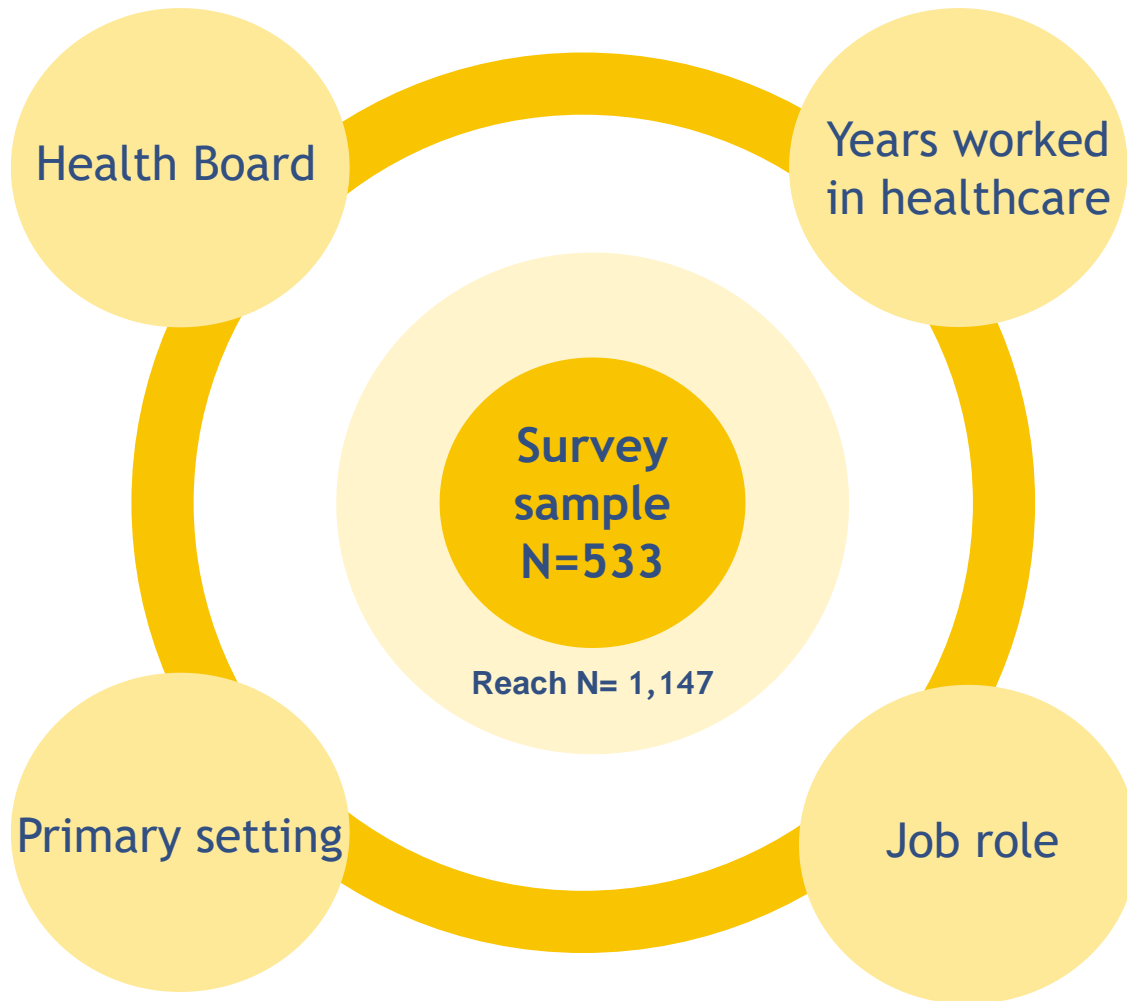 Health Board
Years worked
in healthcare
Survey
sample
N=533
Reach N= 1,147
Primary setting
Job role